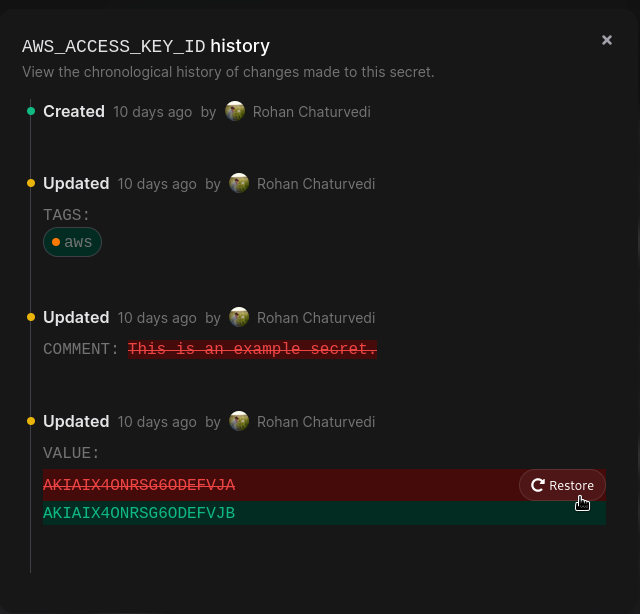 AWS_ACCESS_KEY_ID history
View the chronological history of changes made to this secret.
Created 10 days ago by Rohan Chaturvedi
Updated 10 days ago by Rohan Chaturvedi
TAGS:
aws
Updated 10 days ago by Rohan Chaturvedi
COMMENT: This is an example secret.
Updated 10 days ago by Rohan Chaturvedi
VALUE:
AKIAIX4ONRSG6ODEFVJA Restore
AKIAIX4ONRSG6ODEFVJB